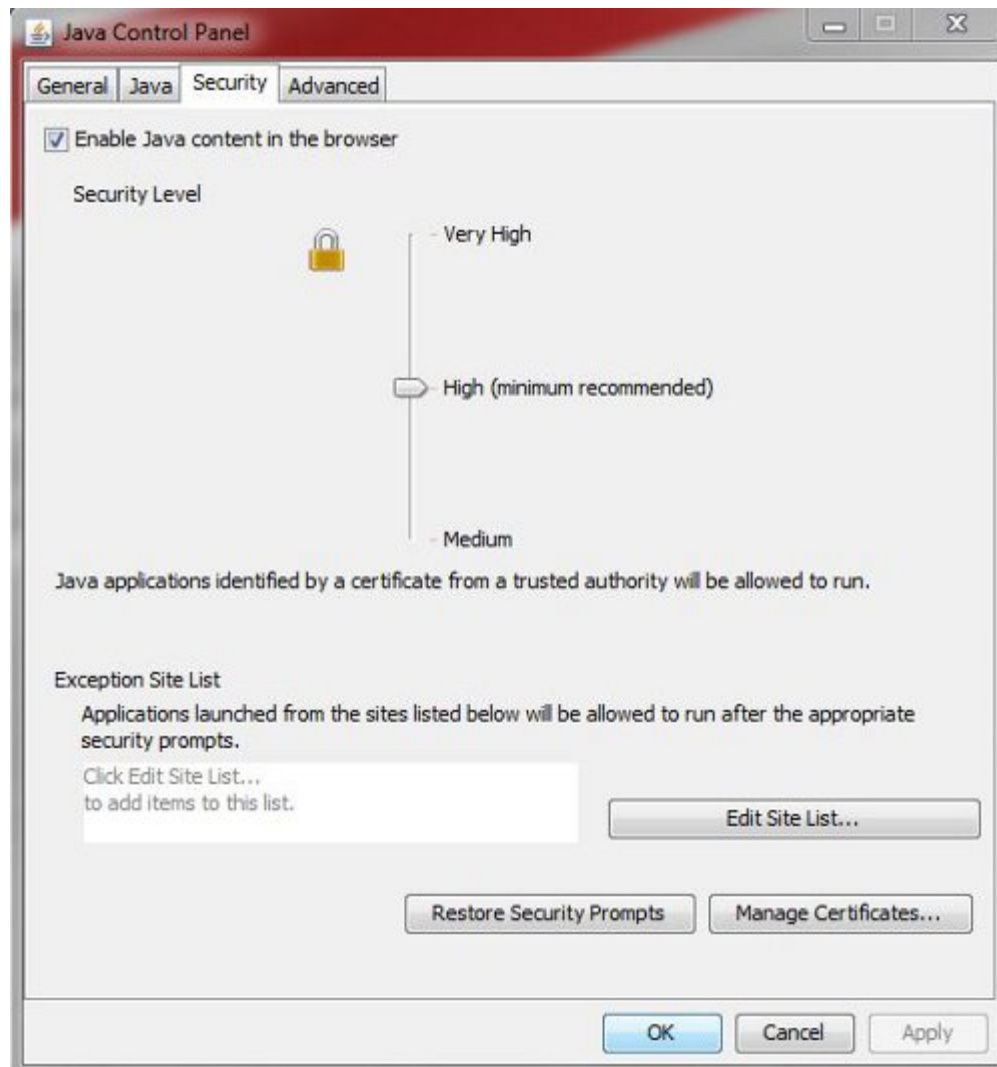 Java Control Panel
General Java Security Advanced
Enable Java content in the browser
Security Level
Very High
High (minimum recommended)
Medium
Java applications identified by a certificate from a trusted authority will be allowed to run.
Exception Site List
Applications launched from the sites listed below will be allowed to run after the appropriate
security prompts.
Click Edit Site List...
to add items to this list.
Edit Site List...
Restore Security Prompts Manage Certificates...
OK Cancel Apply